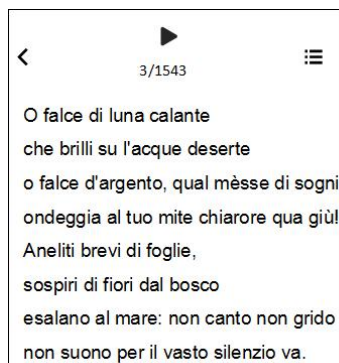 3/1543
O falce di luna calante
che brilli su l'acque deserte
o falce d'argento, qual mèsse di sogni
ondeggia al tuo mite chiarore qua giù!
Aneliti brevi di foglie,
sospiri di fiori dal bosco
esalano al mare: non canto non grido
non suono per il vasto silenzio va.